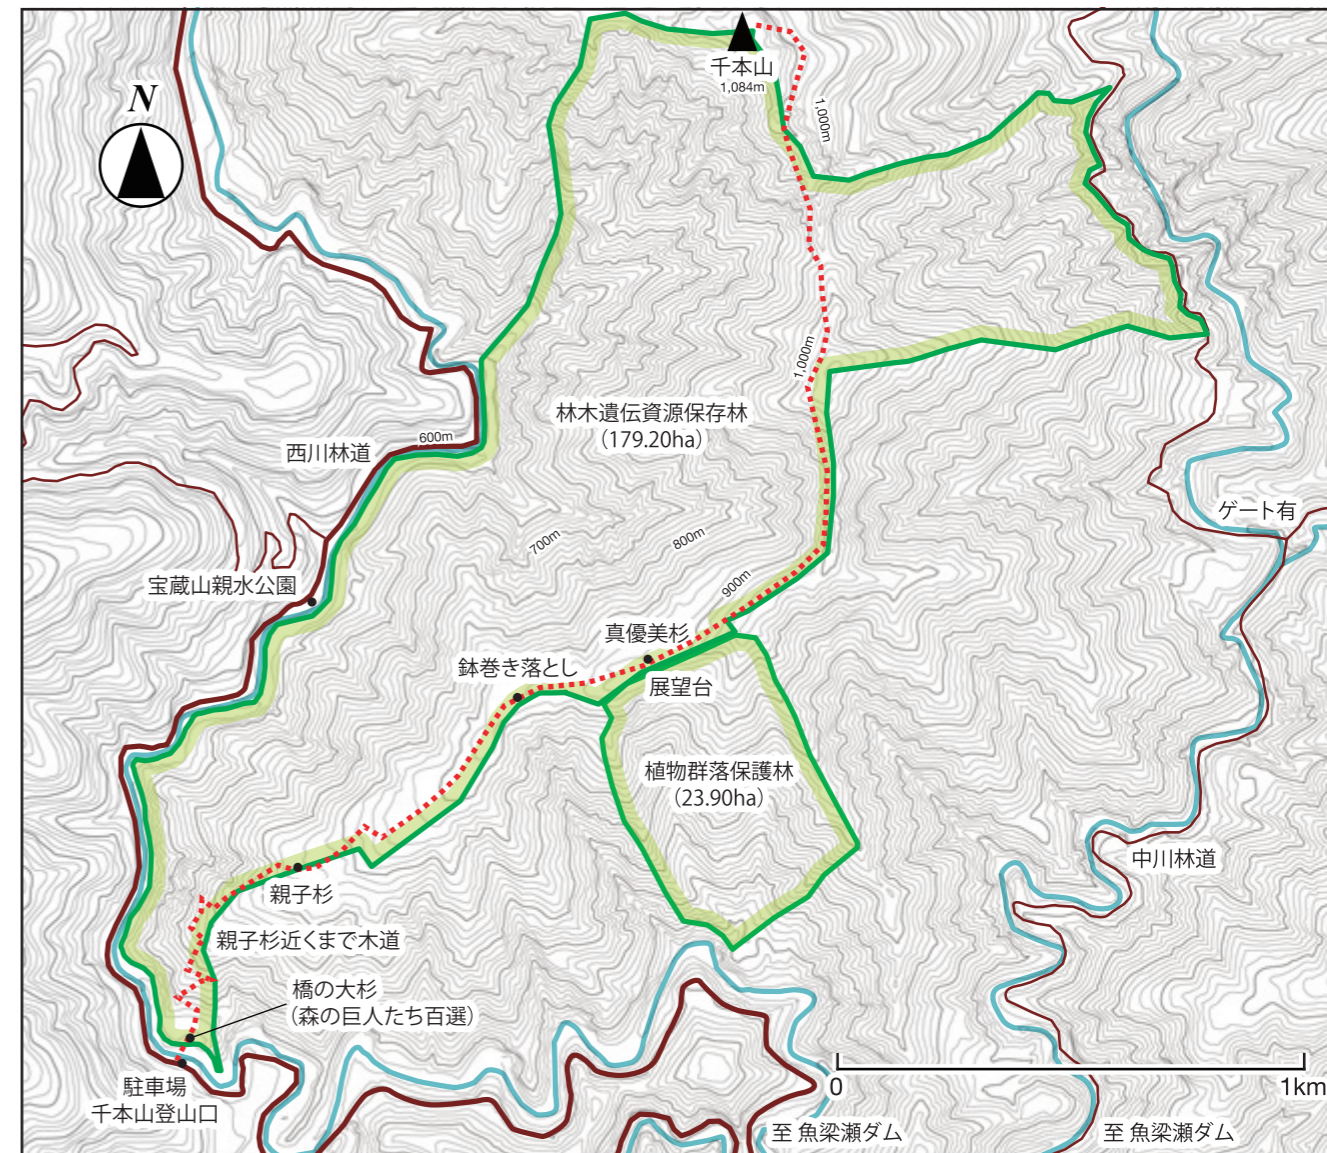 N
千本山
1,084m
1,000m
1,000m
林木遺伝資源保存林
（179.20ha）
600m
西川林道
ゲート有
700m
800m
900m
宝蔵山親水公園
真優美杉
鉢巻き落とし
展望台
植物群落保護林
（23.90ha）
中川林道
親子杉
親子杉近くまで木道
橋の大杉
（森の巨人たち百選）
駐車場
千本山登山口
0
1km
至 魚梁瀬ダム
至 魚梁瀬ダム